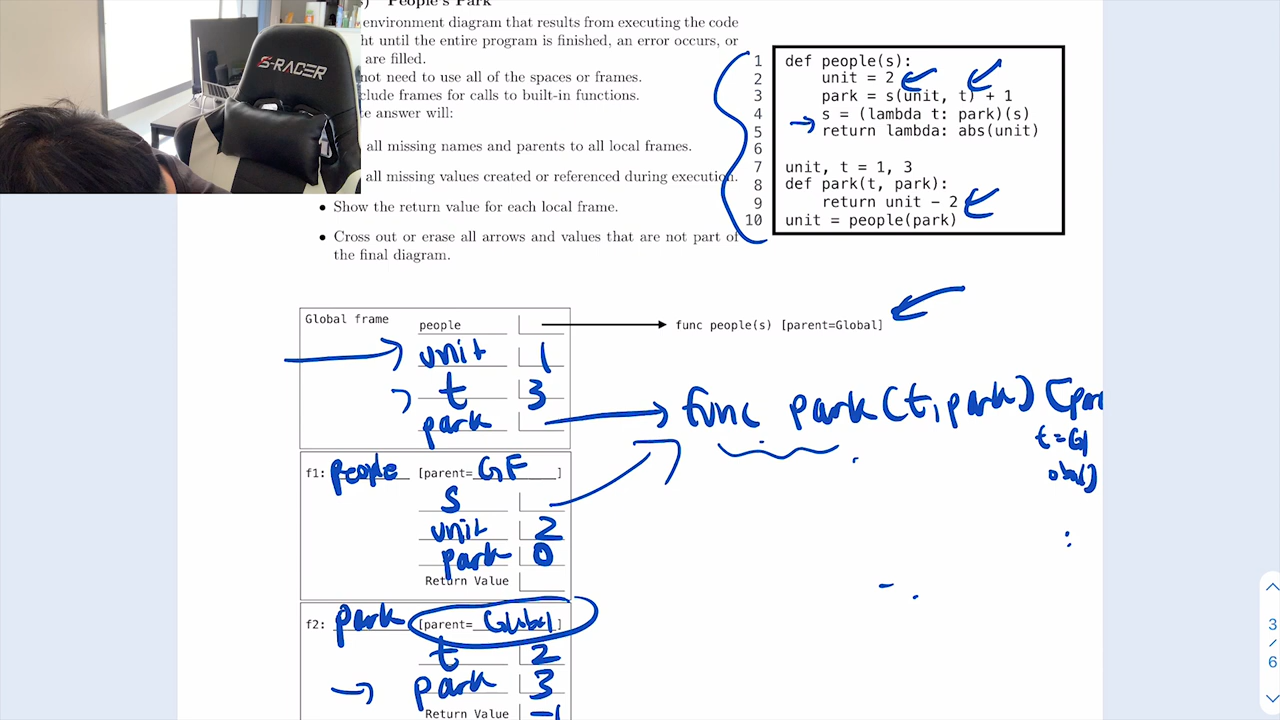 People's Park
environment diagram that results from executing the code
until the entire program is finished, an error occurs, or
are filled.
not need to use all of the spaces or frames.
clude frames for calls to built-in functions.
answer will:
all missing names and parents to all local frames.
all missing values created or referenced during execution.
• Show the return value for each local frame.
• Cross out or erase all arrows and values that are not part of
the final diagram.
S-RACER
1 def people(s):
2 unit = 2
3 park = s(unit, t) + 1
4 s = (lambda t: park)(s)
5 return lambda: abs(unit)
6
7 unit, t = 1, 3
8 def park(t, park):
9 return unit - 2
10 unit = people(park)
Global frame
people
func people(s) [parent=Global]
unit 1
t 3
park
func park(t, park) [par
t=Gl
obal]
f1: people [parent= GF ]
s
unit 2
park 0
Return Value
f2: park [parent= Global ]
t 2
park 3
Return Value -1
3
/
6